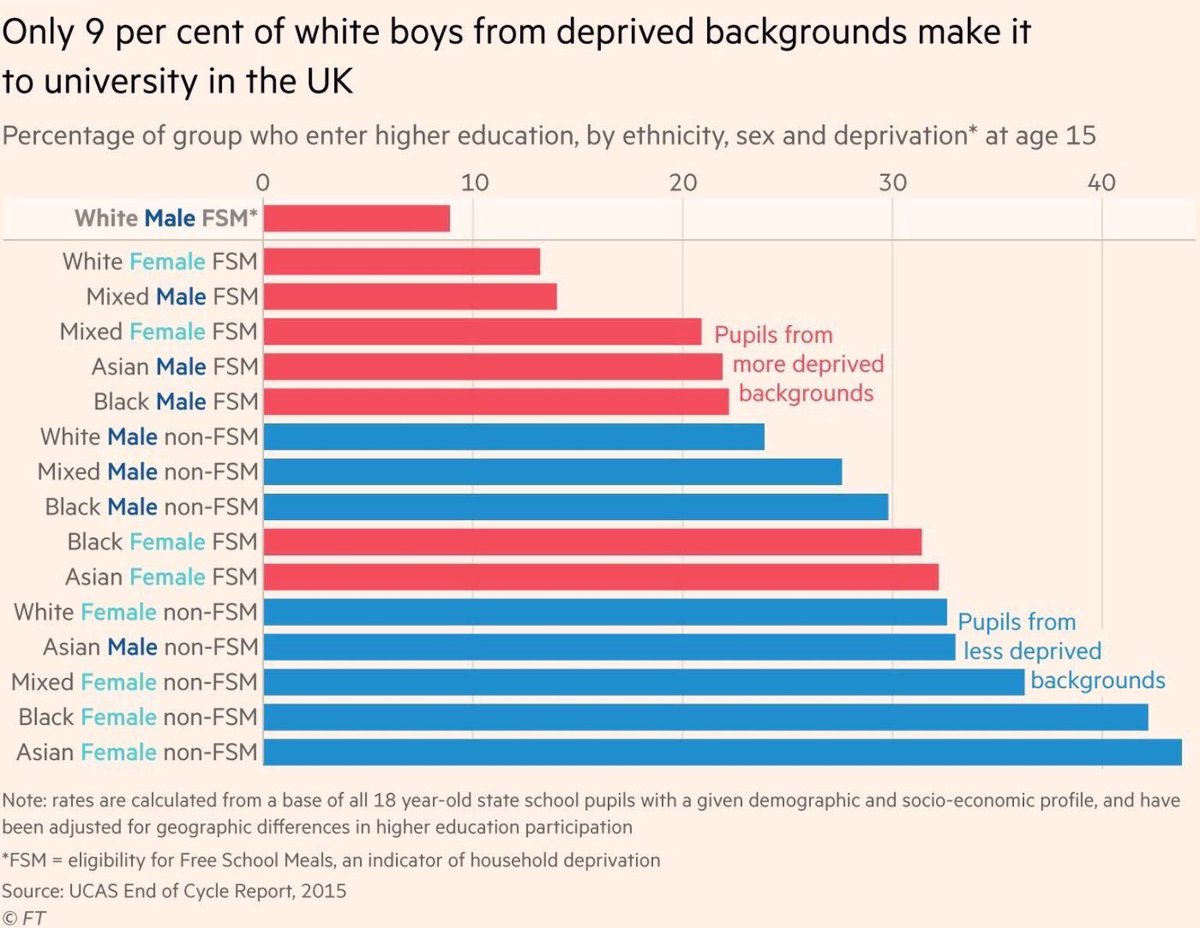 Only 9 per cent of white boys from deprived backgrounds make it
to university in the UK
Percentage of group who enter higher education, by ethnicity, sex and deprivation* at age 15
0 10 20 30 40
White Male FSM*
White Female FSM
Mixed Male FSM
Mixed Female FSM
Asian Male FSM
Black Male FSM
Pupils from
more deprived
backgrounds
White Male non-FSM
Mixed Male non-FSM
Black Male non-FSM
Black Female FSM
Asian Female FSM
White Female non-FSM
Asian Male non-FSM
Mixed Female non-FSM
Pupils from
less deprived
backgrounds
Black Female non-FSM
Asian Female non-FSM
Note: rates are calculated from a base of all 18 year-old state school pupils with a given demographic and socio-economic profile, and have
been adjusted for geographic differences in higher education participation
*FSM = eligibility for Free School Meals, an indicator of household deprivation
Source: UCAS End of Cycle Report, 2015
© FT